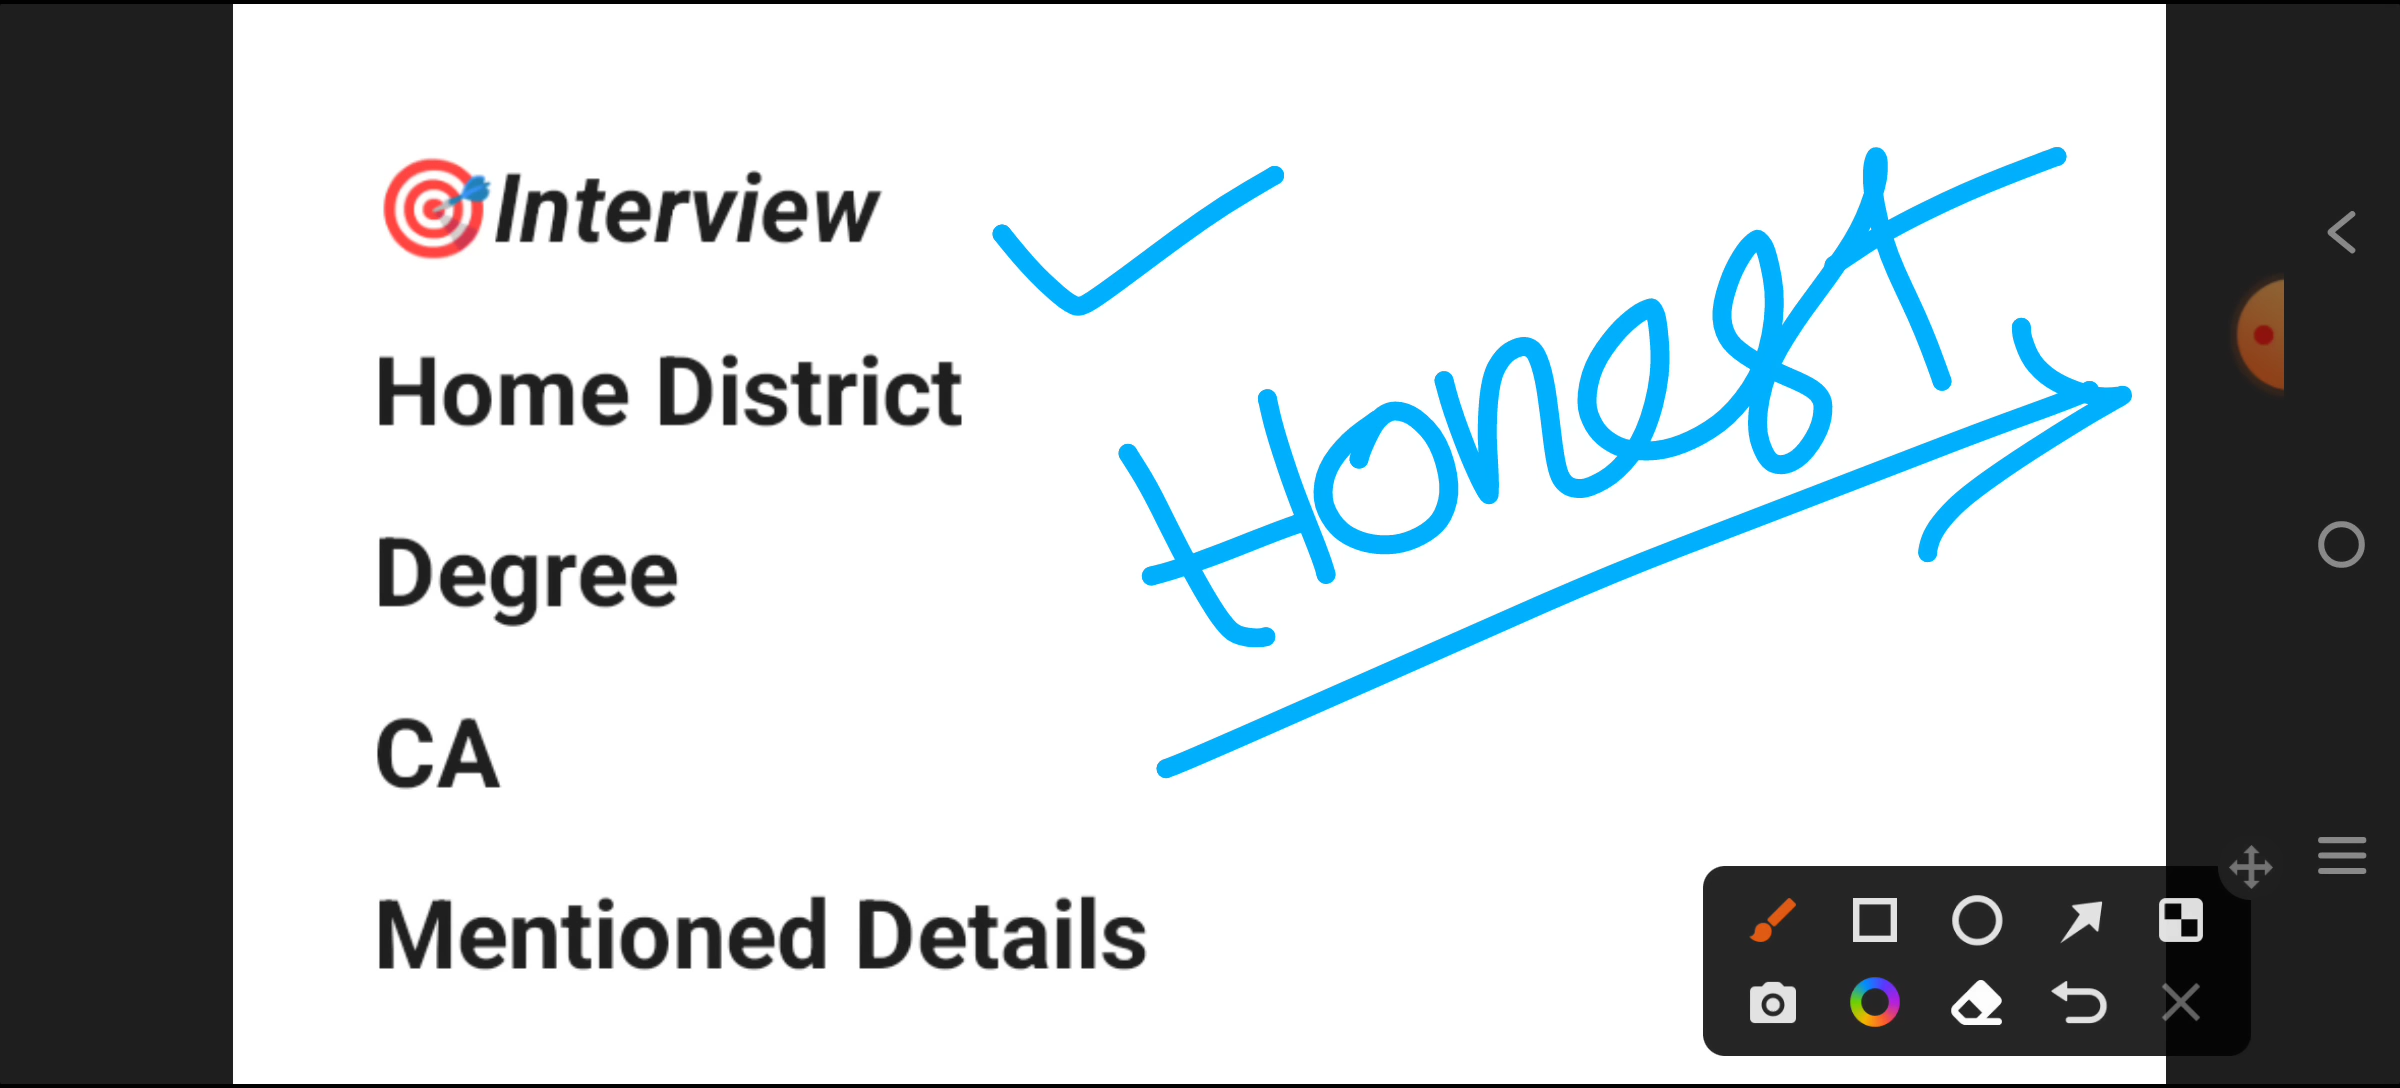 🎯Interview
Honest
Home District
Degree
CA
Mentioned Details